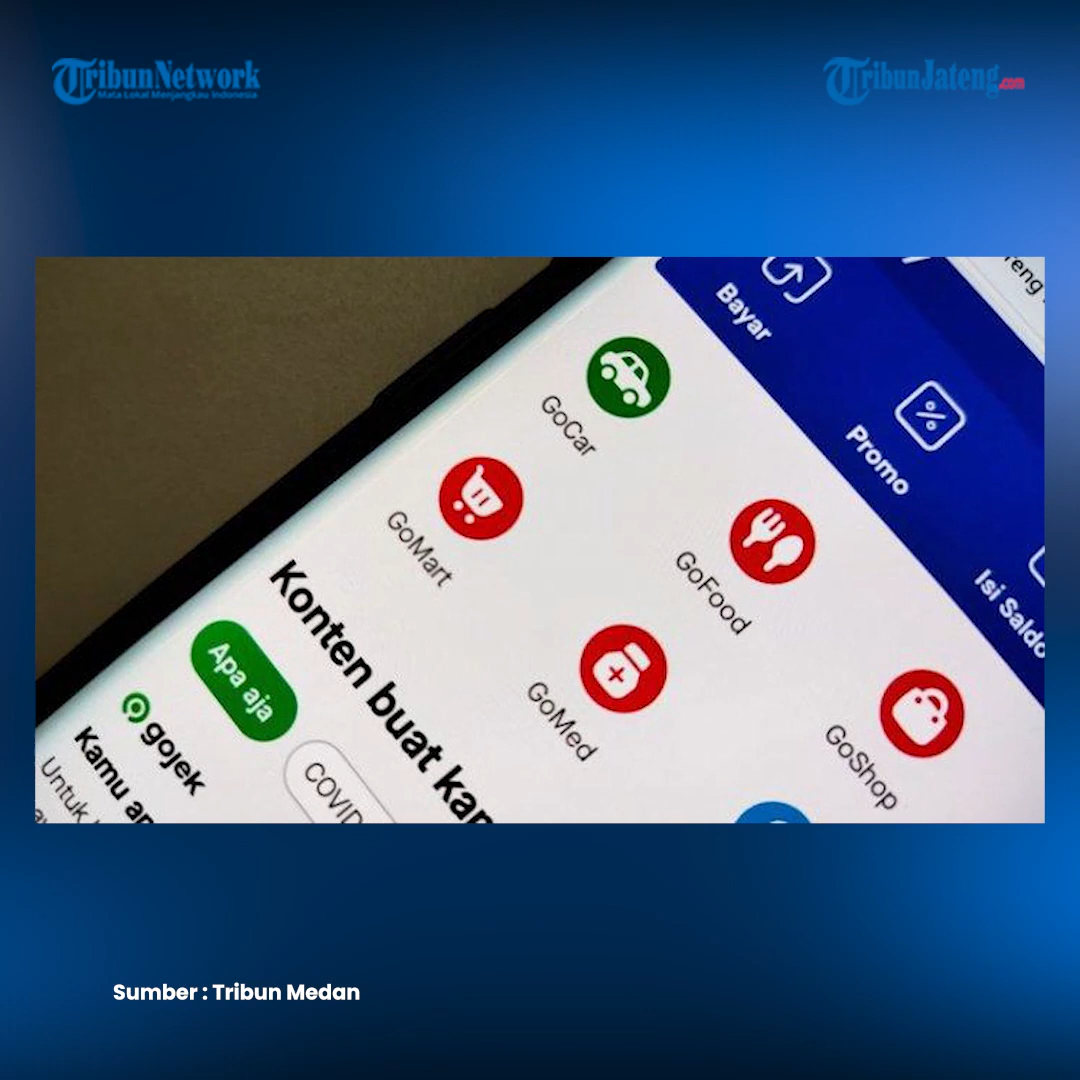 TribunNetwork
Mata Lokal Menjangkau Indonesia
TribunJateng.com
Bayar
Promo
Isi Saldo
GoCar
GoFood
GoShop
GoMart
GoMed
Konten buat
Apa aja
COVID
gojek
Kamu
Untuk
Sumber : Tribun Medan